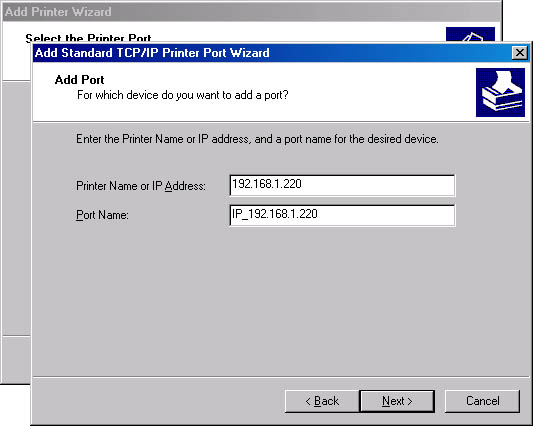 Add Printer Wizard
Select the Printer Port
Add Standard TCP/IP Printer Port Wizard
Add Port
For which device do you want to add a port?
Enter the Printer Name or IP address, and a port name for the desired device.
Printer Name or IP Address: 192.168.1.220
Port Name: IP_192.168.1.220
< Back Next > Cancel